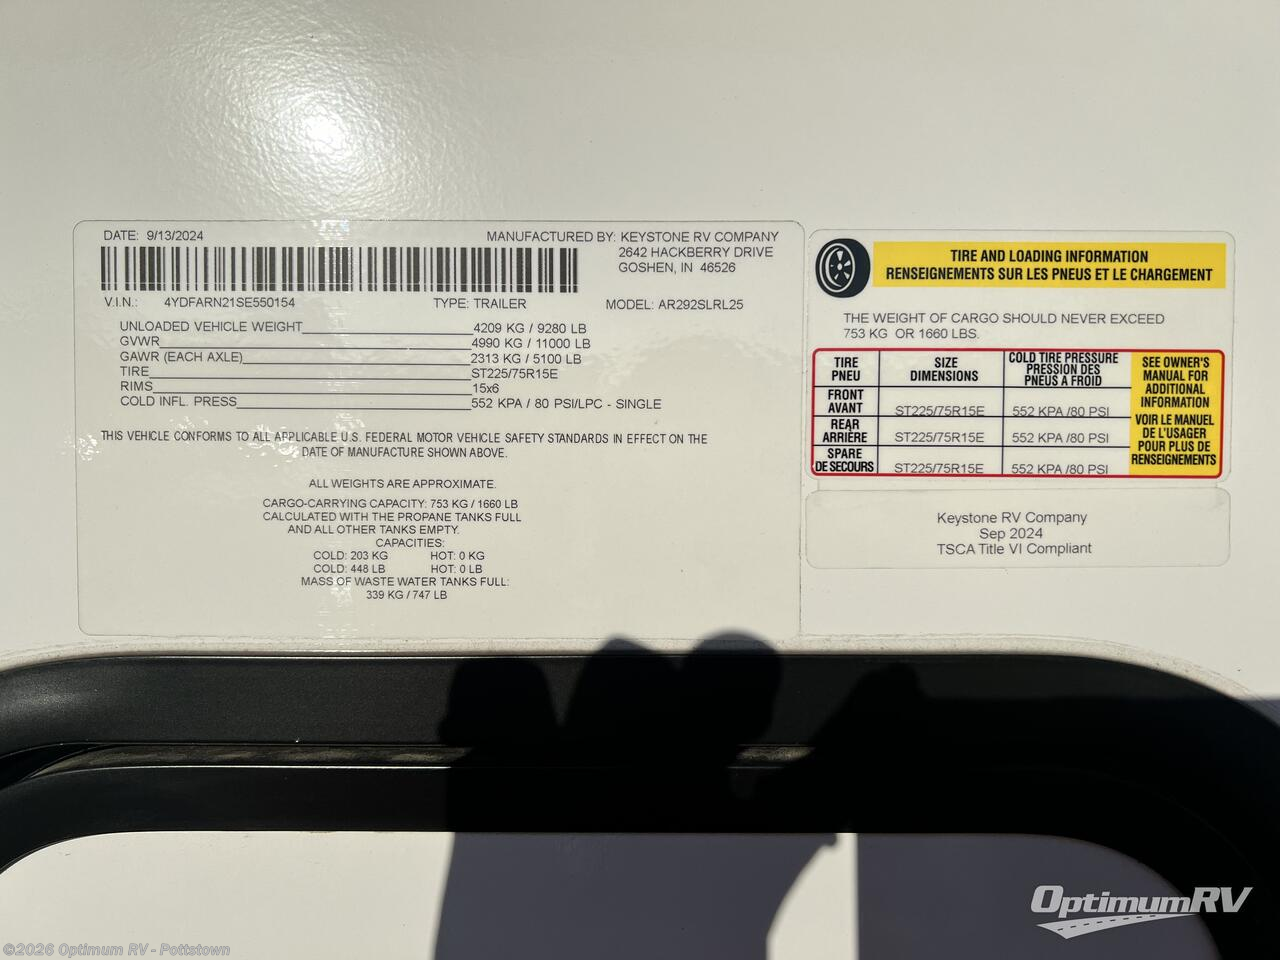 DATE: 9/13/2024
MANUFACTURED BY: KEYSTONE RV COMPANY
2642 HACKBERRY DRIVE
GOSHEN, IN 46526
V.I.N.: 4YDFARN21SE550154 TYPE: TRAILER MODEL: AR292SLRL25
UNLOADED VEHICLE WEIGHT 4209 KG / 9280 LB
GVWR 4990 KG / 11000 LB
GAWR (EACH AXLE) 2313 KG / 5100 LB
TIRE ST225/75R15E
RIMS 15x6
COLD INFL. PRESS 552 KPA / 80 PSI/LPC - SINGLE
THIS VEHICLE CONFORMS TO ALL APPLICABLE U.S. FEDERAL MOTOR VEHICLE SAFETY STANDARDS IN EFFECT ON THE
DATE OF MANUFACTURE SHOWN ABOVE.
ALL WEIGHTS ARE APPROXIMATE.
CARGO-CARRYING CAPACITY: 753 KG / 1660 LB
CALCULATED WITH THE PROPANE TANKS FULL
AND ALL OTHER TANKS EMPTY.
CAPACITIES:
COLD: 203 KG HOT: 0 KG
COLD: 448 LB HOT: 0 LB
MASS OF WASTE WATER TANKS FULL:
339 KG / 747 LB
TIRE AND LOADING INFORMATION
RENSEIGNEMENTS SUR LES PNEUS ET LE CHARGEMENT
THE WEIGHT OF CARGO SHOULD NEVER EXCEED
753 KG OR 1660 LBS.
TIRE
PNEU
SIZE
DIMENSIONS
COLD TIRE PRESSURE
PRESSION DES
PNEUS A FROID
FRONT
AVANT
ST225/75R15E 552 KPA /80 PSI
REAR
ARRIÈRE
ST225/75R15E 552 KPA /80 PSI
SPARE
DE SECOURS
ST225/75R15E 552 KPA /80 PSI
SEE OWNER'S
MANUAL FOR
ADDITIONAL
INFORMATION
VOIR LE MANUEL
DE L'USAGER
POUR PLUS DE
RENSEIGNEMENTS
Keystone RV Company
Sep 2024
TSCA Title VI Compliant
OptimumRV
©2026 Optimum RV - Pottstown